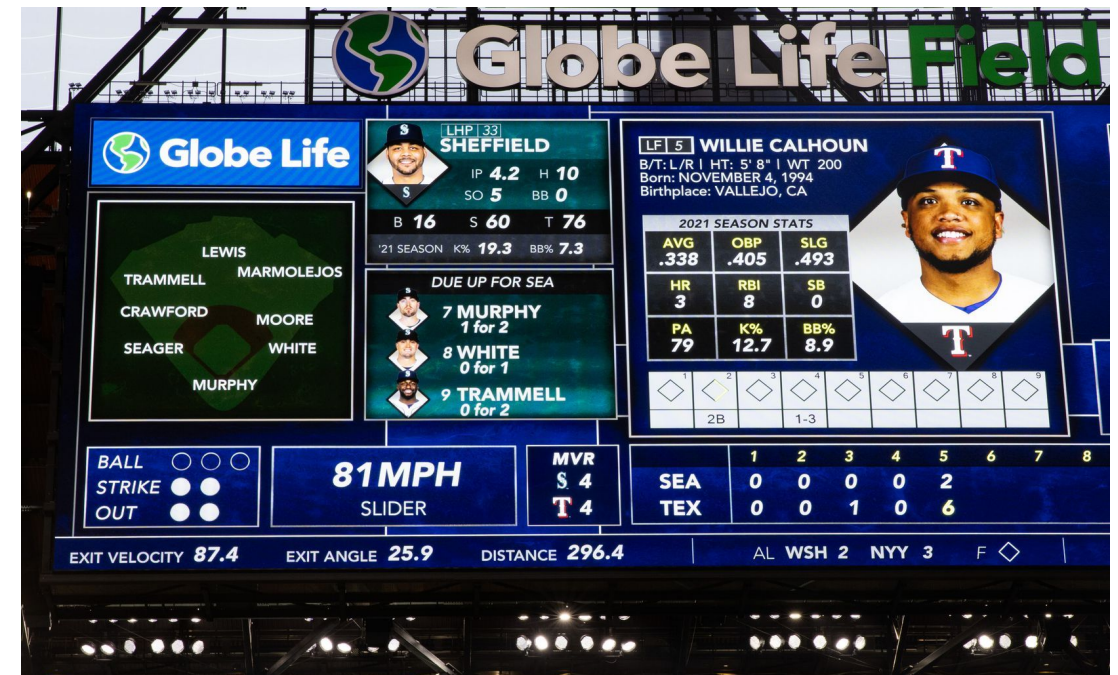 Globe Life Field
Globe Life
LEWIS
TRAMMELL MARMOLEJOS
CRAWFORD MOORE
SEAGER WHITE
MURPHY
S
LHP 33
SHEFFIELD
S
IP 4.2 H 10
SO 5 BB 0
B 16 S 60 T 76
'21 SEASON K% 19.3 BB% 7.3
DUE UP FOR SEA
7 MURPHY
1 for 2
8 WHITE
0 for 1
9 TRAMMELL
0 for 2
LF 5 WILLIE CALHOUN
B/T: L/R | HT: 5' 8" | WT 200
Born: NOVEMBER 4, 1994
Birthplace: VALLEJO, CA
T
T
2021 SEASON STATS
AVG OBP SLG
.338 .405 .493
HR RBI SB
3 8 0
PA K% BB%
79 12.7 8.9
1 2 3 4 5 6 7 8 9
2B 1-3
BALL
STRIKE
OUT
81MPH
SLIDER
MVR
S 4
T 4
1 2 3 4 5 6 7 8
SEA 0 0 0 0 2
TEX 0 0 1 0 6
EXIT VELOCITY 87.4 EXIT ANGLE 25.9 DISTANCE 296.4
AL WSH 2 NYY 3 F